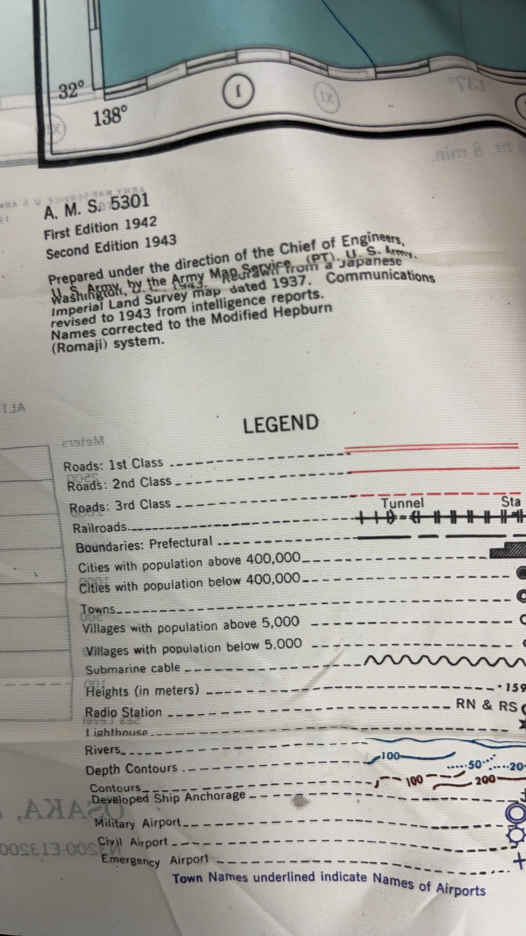 32°
138°
I
A. M. S. 5301
First Edition 1942
Second Edition 1943
Prepared under the direction of the Chief of Engineers,
U. S. Army, by the Army Map Service (PT), U. S. Army,
Washington, D. C. 1943. Redrawn from a Japanese
Imperial Land Survey map dated 1937. Communications
revised to 1943 from intelligence reports.
Names corrected to the Modified Hepburn
(Romaji) system.
LEGEND
Roads: 1st Class
Roads: 2nd Class
Roads: 3rd Class
Tunnel Sta
Railroads
Boundaries: Prefectural
Cities with population above 400,000
Cities with population below 400,000
Towns
Villages with population above 5,000
Villages with population below 5.000
Submarine cable
Heights (in meters) 159
Radio Station RN & RS
Lighthouse
Rivers
Depth Contours 100 50 20
Contours 100 200
Developed Ship Anchorage
Military Airport
Civil Airport
Emergency Airport
Town Names underlined indicate Names of Airports